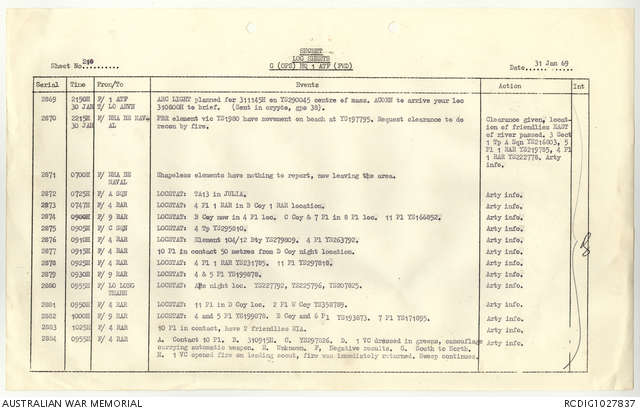 SECRET
LOG SHEETS
G (OPS) HQ 1 ATF (FWD)
Sheet No.
Date 31 Jan 69
Serial Time From/To Events Action Int
2869 2150H 30 JAN F/ 1 ATF T/ LO ARVN ARC LIGHT planned for 311145H on YS290045 centre of mass. to arrive your loc
310800H to brief. (Sent in crypto, gpe 38).
2870 2215H 30 JAN F/ NHA BE NAVAL PBR element vic YS1980 have movement on beach at YS197795. Request clearance to do
recon by fire.
Clearance given, location
of friendlies EAST
of river passed. 3 Sect
1 Tp A Sqn YS216803, 5
Pl 1 RAR YS219785, 4 Pl
1 RAR YS222778. Arty
info.
2871 0700H F/ NHA BE NAVAL Shapeless elements have nothing to report, now leaving the area.
2872 0725H F/ A SQN LOCSTAT: TA13 in JULIA. Arty info.
2873 0747H F/ 4 RAR LOCSTAT: 4 Pl 1 RAR in B Coy 1 RAR location. Arty info.
2874 0900H F/ 9 RAR LOCSTAT: B Coy now in 4 Pl loc. C Coy & 7 Pl in 8 Pl loc. 11 Pl YS166852. Arty info.
2875 0905H F/ C SQN LOCSTAT: 4 Tp YS295810. Arty info.
2876 0910H F/ 4 RAR LOCSTAT: Element 104/12 Bty YS279809. 4 Pl YS263792. Arty info.
2877 0915H F/ 4 RAR 10 Pl in contact 50 metres from D Coy night location. Arty info.
2878 0925H F/ 4 RAR LOCSTAT: 4 Pl 1 RAR YS231785. 11 Pl YS297818. Arty info.
2879 0930H F/ 9 RAR LOCSTAT: 4 & 5 Pl YS199878. Arty info.
2880 0955H F/ LO LONG THANH LOCSTAT: night loc. YS227792, YS225796, YS207825. Arty info.
2881 0950H F/ 4 RAR LOCSTAT: 11 Pl in D Coy loc. 2 Pl W Coy YS358789. Arty info.
2882 1000H F/ 9 RAR LOCSTAT: 4 and 5 Pl YS199878. B Coy and 6 Pl YS193873. 7 Pl YS171895. Arty info.
2883 1025H F/ 4 RAR 10 Pl in contact, have 2 friendlies WIA. Arty info.
2884 0955H F/ 4 RAR A. Contact 10 Pl. B. 310915H. C. YS297826. D. 1 VC dressed in greens, camouflage Arty info.
carrying automatic weapon. E. Unknown. F. Negative results. G. South to North.
H. 1 VC opened fire on leading scout, fire was immediately returned. Sweep continues.
AUSTRALIAN WAR MEMORIAL
RCDIG1027837